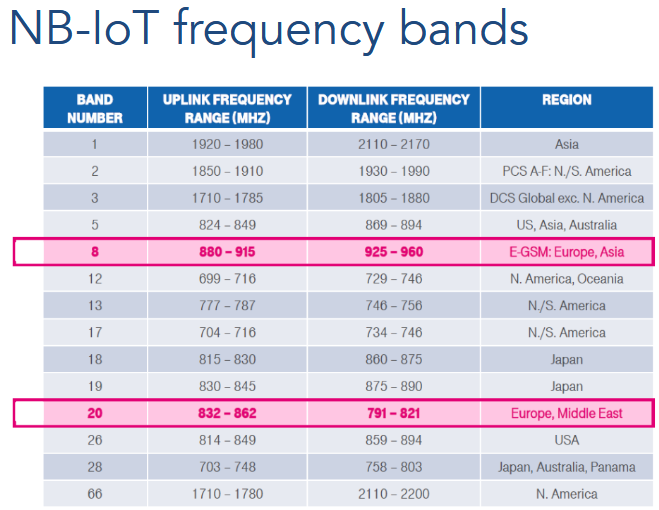 NB-IoT frequency bands
BAND NUMBER UPLINK FREQUENCY RANGE (MHZ) DOWNLINK FREQUENCY RANGE (MHZ) REGION
1 1920 – 1980 2110 – 2170 Asia
2 1850 – 1910 1930 – 1990 PCS A-F: N./S. America
3 1710 – 1785 1805 – 1880 DCS Global exc. N. America
5 824 – 849 869 – 894 US, Asia, Australia
8 880 – 915 925 – 960 E-GSM: Europe, Asia
12 699 – 716 729 – 746 N. America, Oceania
13 777 – 787 746 – 756 N./S. America
17 704 – 716 734 – 746 N./S. America
18 815 – 830 860 – 875 Japan
19 830 – 845 875 – 890 Japan
20 832 – 862 791 – 821 Europe, Middle East
26 814 – 849 859 – 894 USA
28 703 – 748 758 – 803 Japan, Australia, Panama
66 1710 – 1780 2110 – 2200 N. America